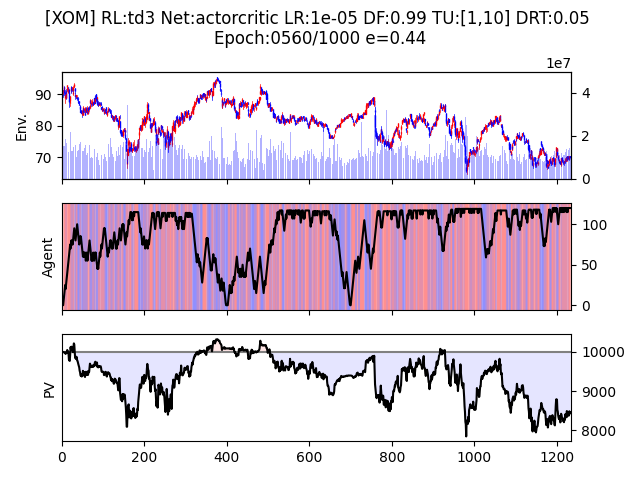 [XOM] RL:td3 Net:actorcritic LR:1e-05 DF:0.99 TU:[1,10] DRT:0.05
Epoch:0560/1000 e=0.44
1e7
Env.
90
80
70
4
2
0
Agent
100
50
0
PV
10000
9000
8000
0 200 400 600 800 1000 1200